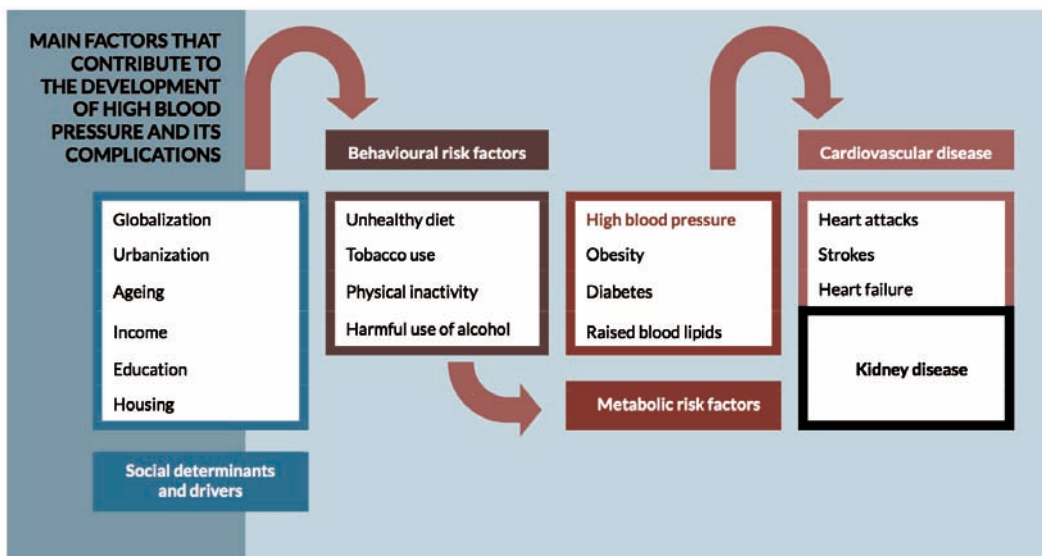 MAIN FACTORS THAT
CONTRIBUTE TO
THE DEVELOPMENT
OF HIGH BLOOD
PRESSURE AND ITS
COMPLICATIONS
Globalization
Urbanization
Ageing
Income
Education
Housing
Social determinants
and drivers
Behavioural risk factors
Unhealthy diet
Tobacco use
Physical inactivity
Harmful use of alcohol
High blood pressure
Obesity
Diabetes
Raised blood lipids
Metabolic risk factors
Cardiovascular disease
Heart attacks
Strokes
Heart failure
Kidney disease